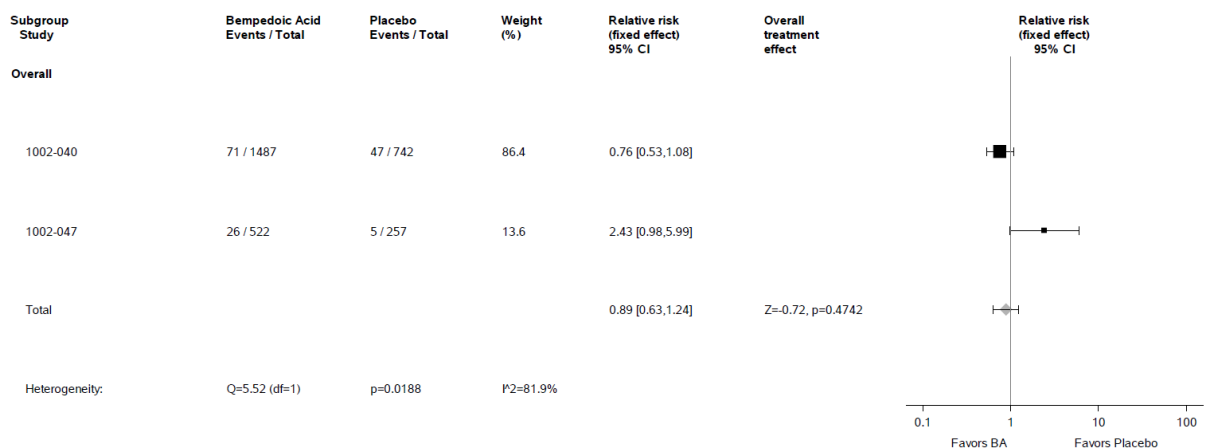 Subgroup Bempedoic Acid Placebo Weight Relative risk Overall Relative risk
Study Events / Total Events / Total (%) (fixed effect) treatment (fixed effect)
95% CI effect 95% CI
Overall
1002-040 71 / 1487 47 / 742 86.4 0.76 [0.53,1.08]
1002-047 26 / 522 5 / 257 13.6 2.43 [0.98,5.99]
Total 0.89 [0.63,1.24] Z=-0.72, p=0.4742
Heterogeneity: Q=5.52 (df=1) p=0.0188 I^2=81.9%
0.1 1 10 100
Favors BA Favors Placebo